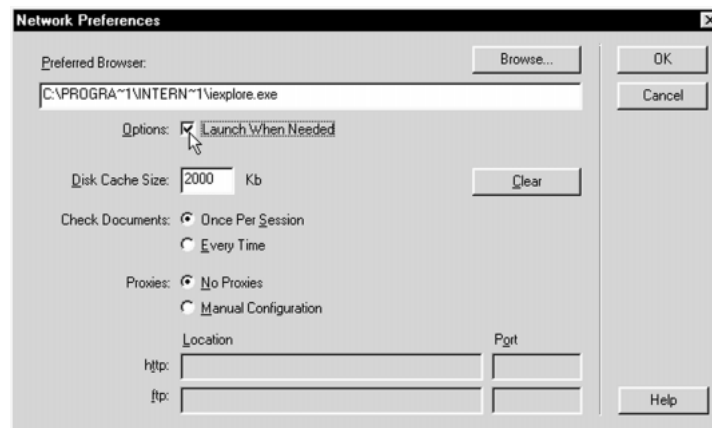 Network Preferences
Preferred Browser:
Browse...
OK
C:\PROGRA~1\INTERN~1\iexplore.exe
Cancel
Options: Launch When Needed
Disk Cache Size: 2000 Kb
Clear
Check Documents: Once Per Session
Every Time
Proxies: No Proxies
Manual Configuration
Location Port
http:
ftp:
Help